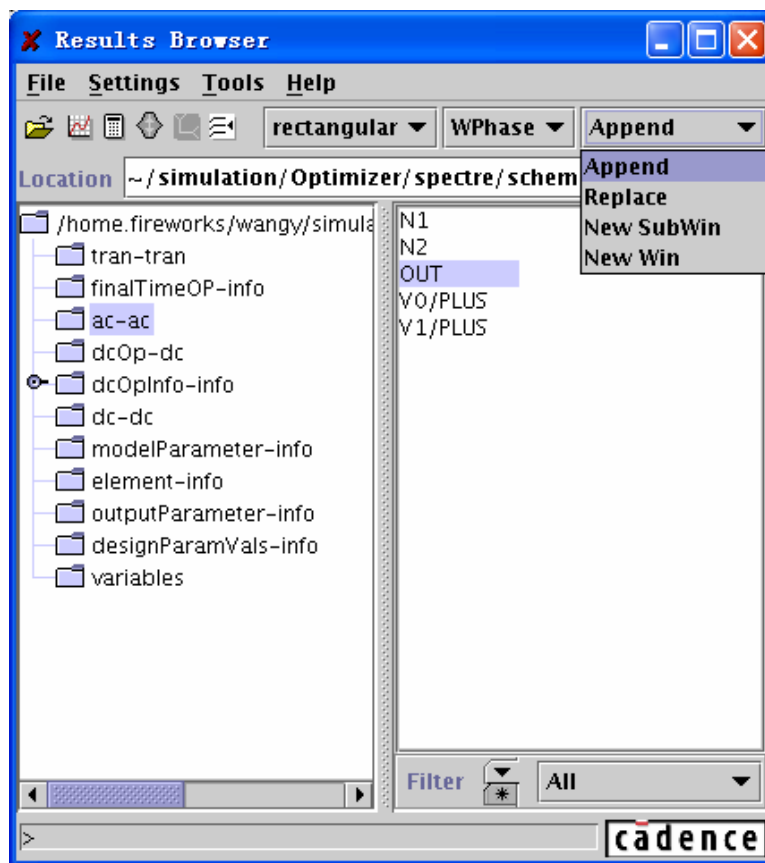 Results Browser
File Settings Tools Help
rectangular WPhase Append
Location ~/simulation/Optimizer/spectre/schem
Append
Replace
New SubWin
New Win
/home.fireworks/wangy/simula
tran-tran
finalTimeOP-info
ac-ac
dcOp-dc
dcOpInfo-info
dc-dc
modelParameter-info
element-info
outputParameter-info
designParamVals-info
variables
N1
N2
OUT
V0/PLUS
V1/PLUS
Filter All
>
cādence